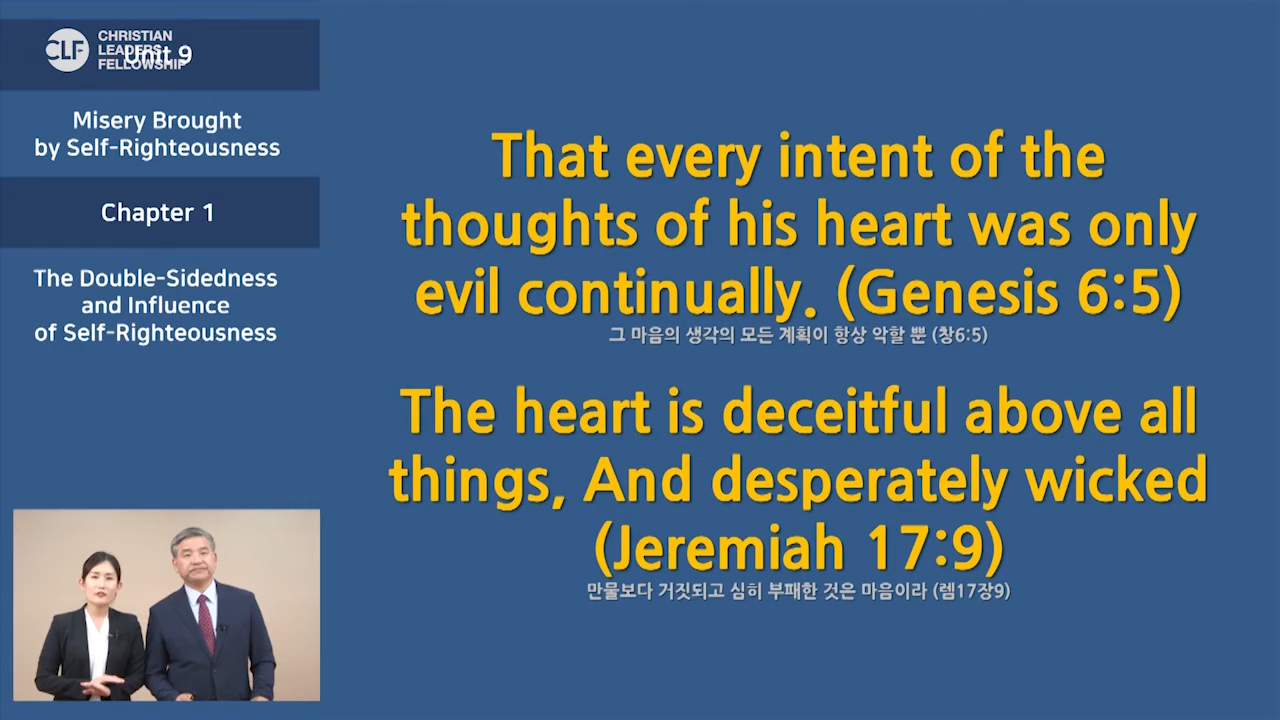 CLF
CHRISTIAN
LEADERS
FELLOWSHIP
Unit 9
Misery Brought
by Self-Righteousness
Chapter 1
The Double-Sidedness
and Influence
of Self-Righteousness
That every intent of the
thoughts of his heart was only
evil continually. (Genesis 6:5)
그 마음의 생각의 모든 계획이 항상 악할 뿐 (창6:5)
The heart is deceitful above all
things, And desperately wicked
(Jeremiah 17:9)
만물보다 거짓되고 심히 부패한 것은 마음이라 (렘17장9)